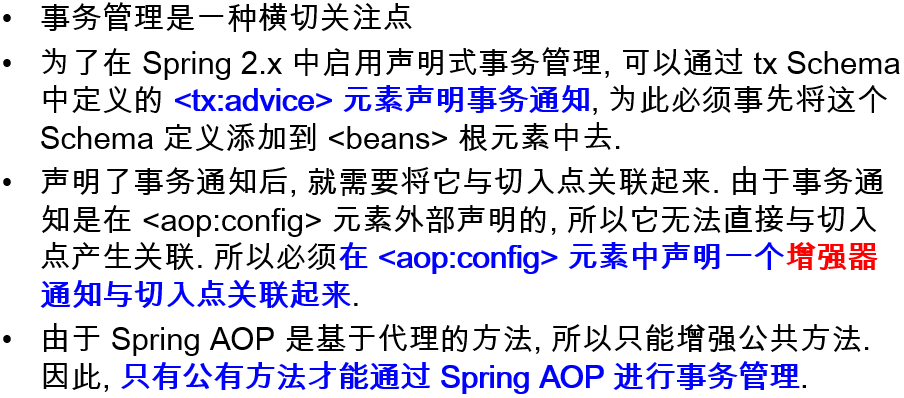 • 事务管理是一种横切关注点
• 为了在 Spring 2.x 中启用声明式事务管理, 可以通过 tx Schema
中定义的 <tx:advice> 元素声明事务通知, 为此必须事先将这个
Schema 定义添加到 <beans> 根元素中去.
• 声明了事务通知后, 就需要将它与切入点关联起来. 由于事务通
知是在 <aop:config> 元素外部声明的, 所以它无法直接与切入
点产生关联. 所以必须在 <aop:config> 元素中声明一个增强器
通知与切入点关联起来.
• 由于 Spring AOP 是基于代理的方法, 所以只能增强公共方法.
因此, 只有公有方法才能通过 Spring AOP 进行事务管理.